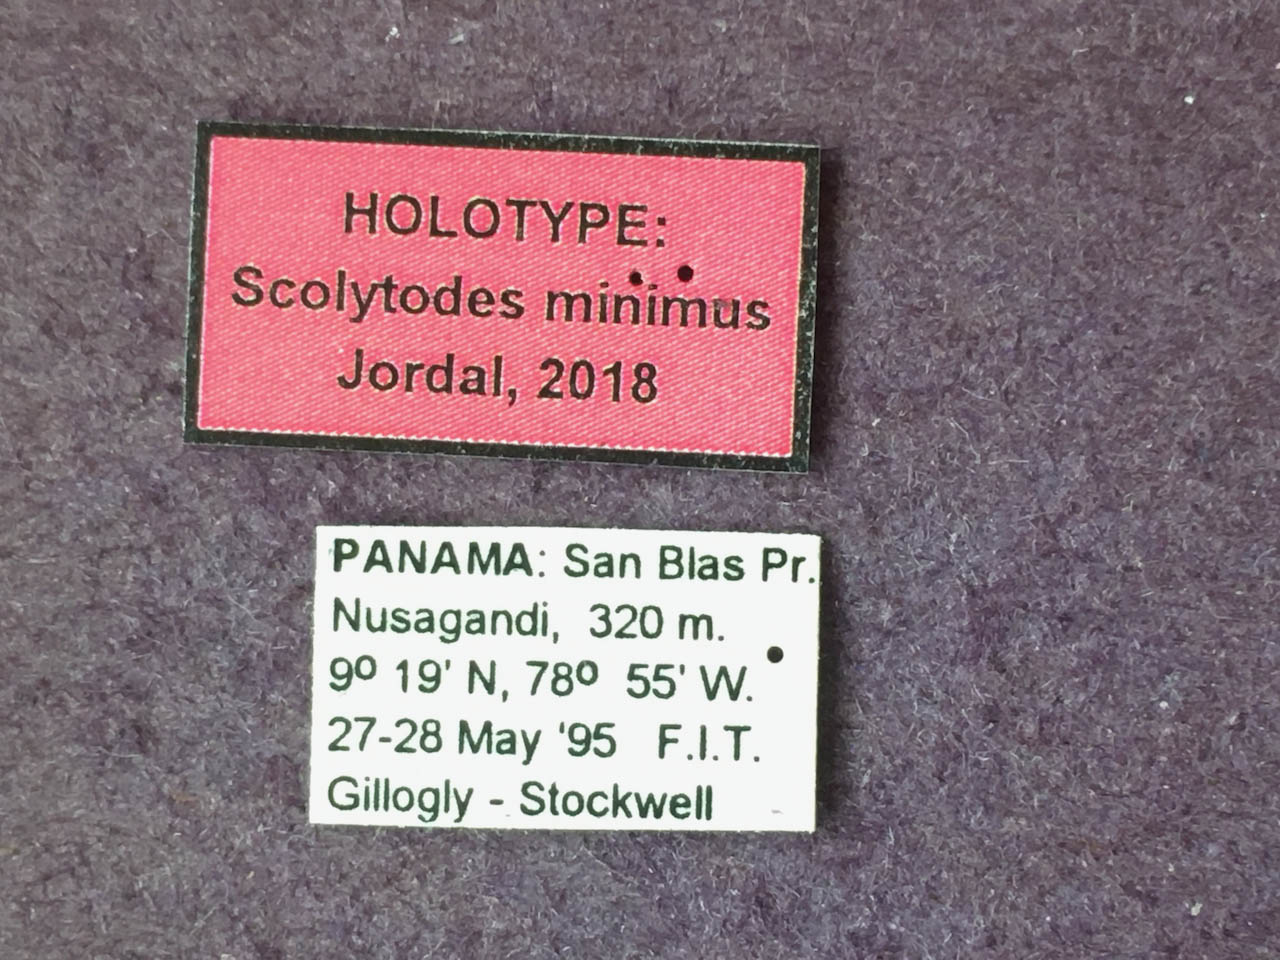 HOLOTYPE:
Scolytodes minimus
Jordal, 2018
PANAMA: San Blas Pr.
Nusagandi, 320 m.
9º 19' N, 78º 55' W.
27-28 May '95 F.I.T.
Gillogly - Stockwell